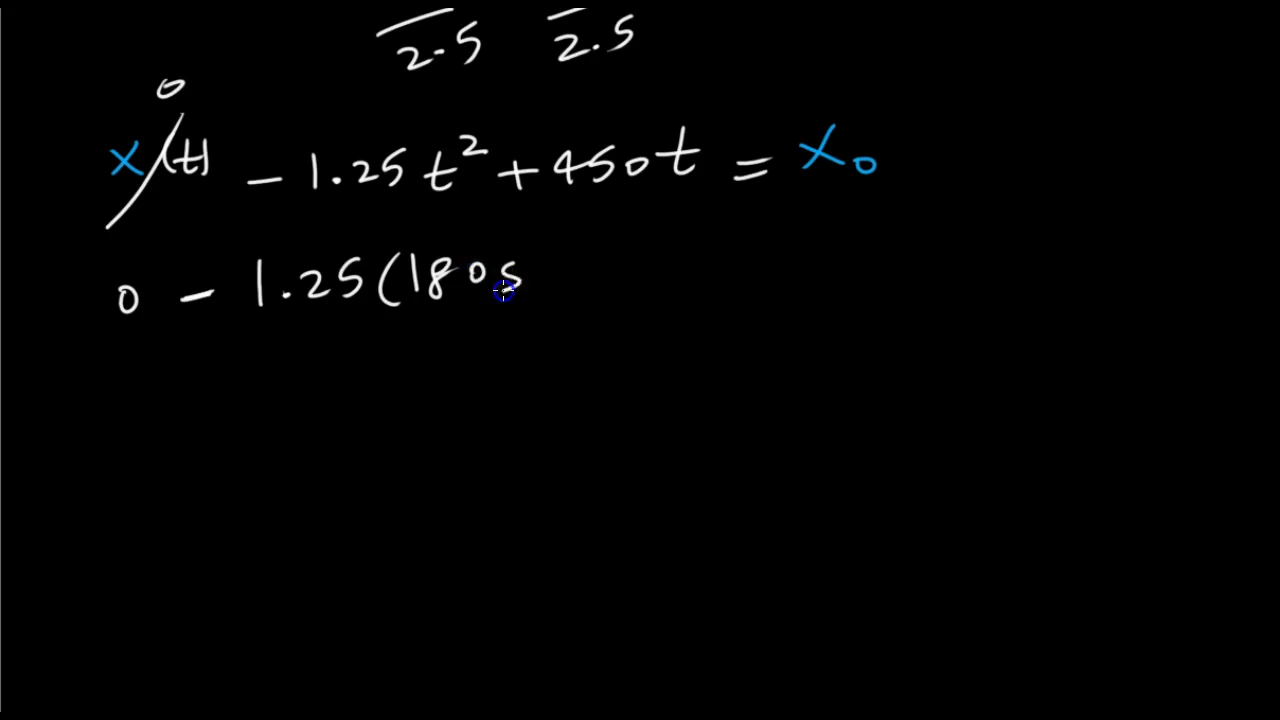 2.5 2.5
0
x(t) - 1.25t² + 450t = x₀
0 - 1.25(180s